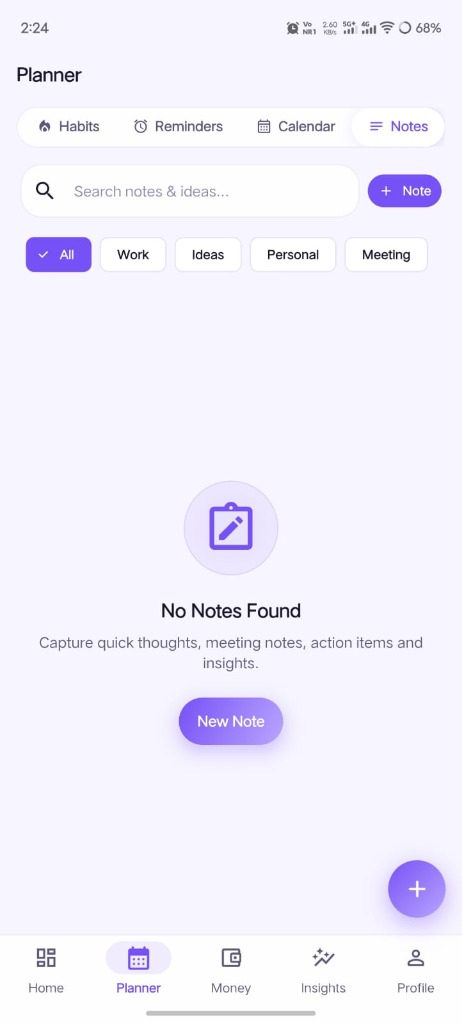 2:24
Vo NR1 2.60 KB/s 5G+ 4G 68%
Planner
Habits Reminders Calendar Notes
Search notes & ideas... + Note
All Work Ideas Personal Meeting
No Notes Found
Capture quick thoughts, meeting notes, action items and
insights.
New Note
+
Home Planner Money Insights Profile